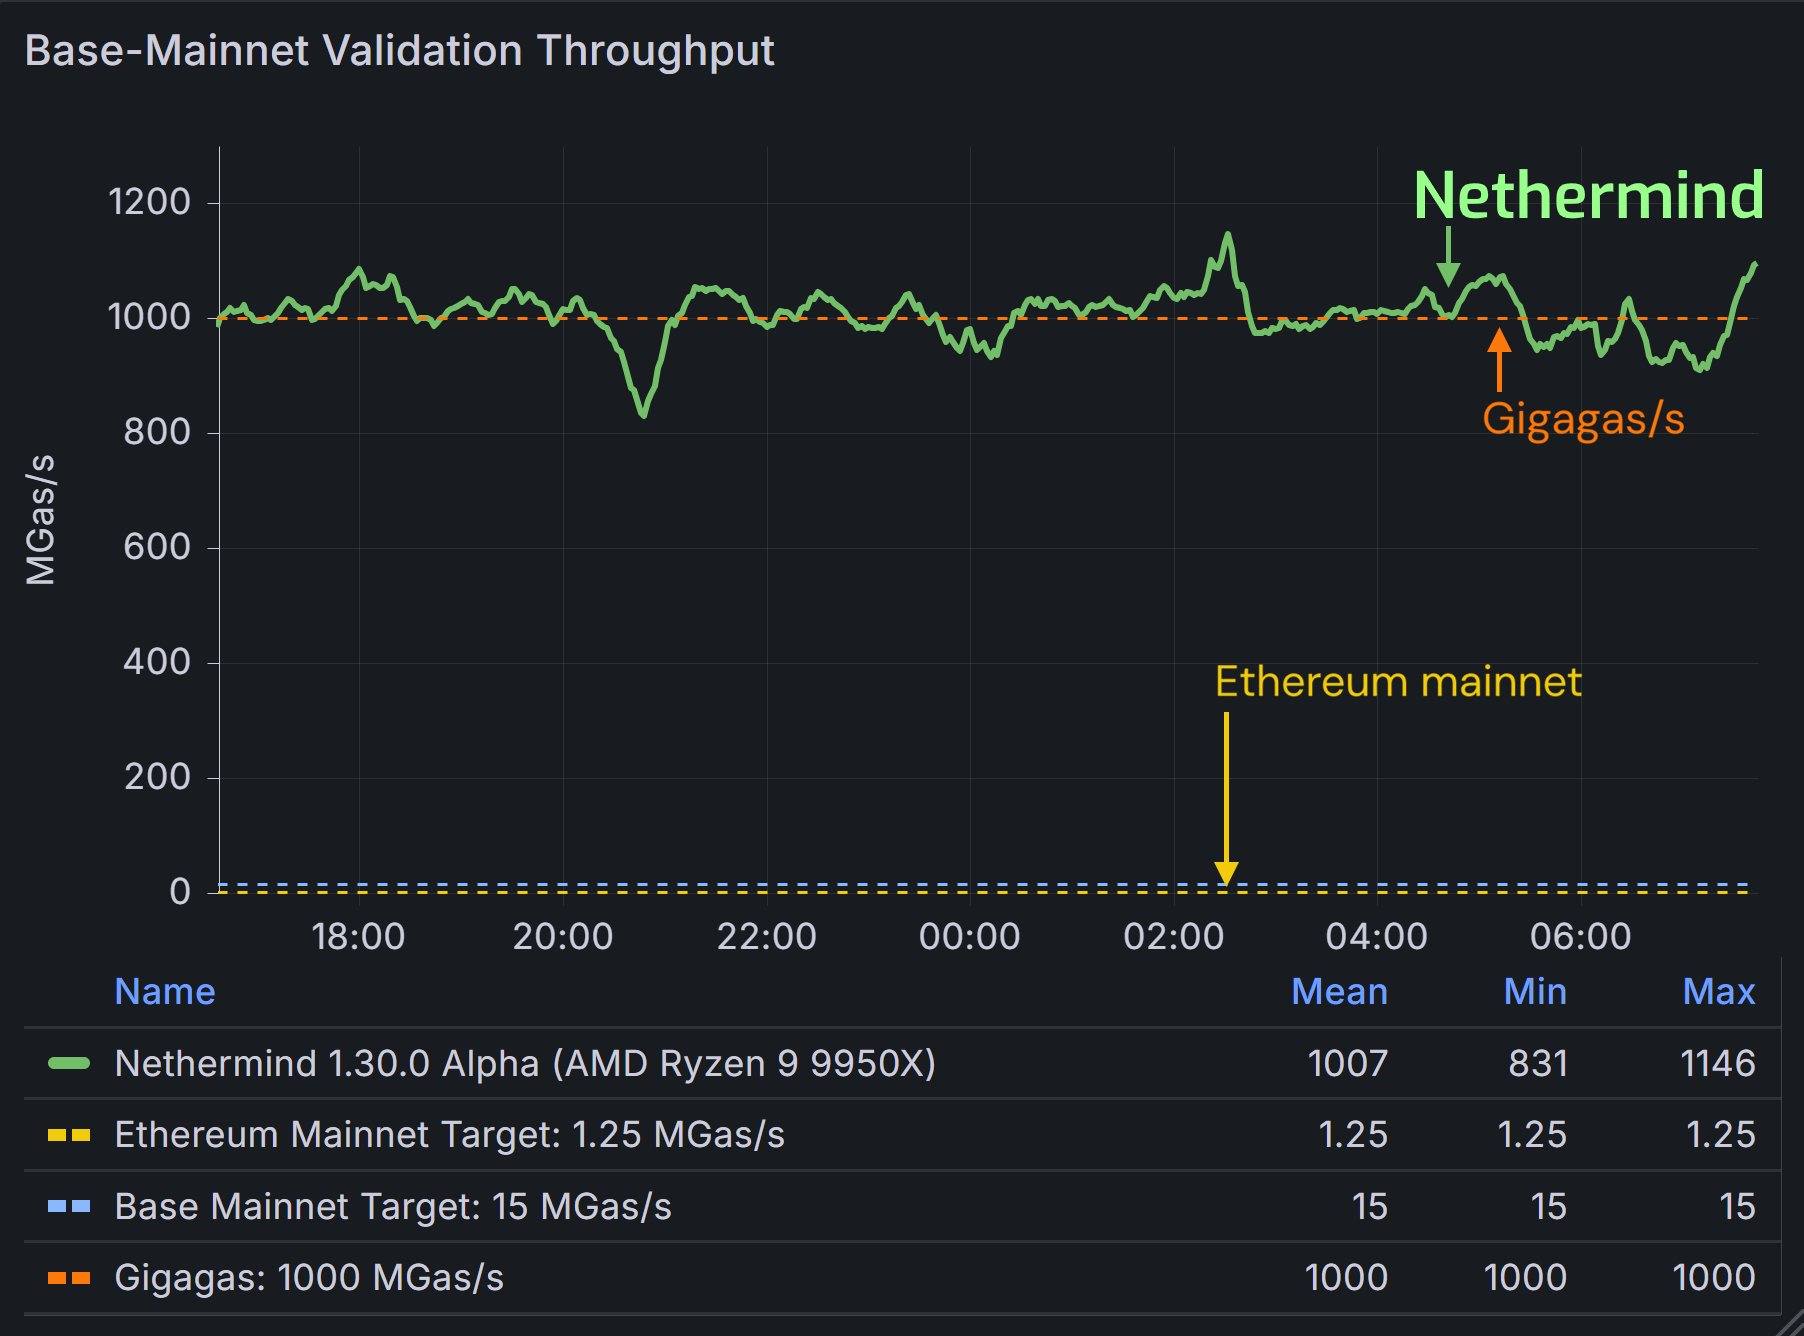 Base-Mainnet Validation Throughput
1200
1000
800
600
400
200
0
MGas/s
Nethermind
Gigagas/s
Ethereum mainnet
18:00 20:00 22:00 00:00 02:00 04:00 06:00
Name Mean Min Max
Nethermind 1.30.0 Alpha (AMD Ryzen 9 9950X) 1007 831 1146
Ethereum Mainnet Target: 1.25 MGas/s 1.25 1.25 1.25
Base Mainnet Target: 15 MGas/s 15 15 15
Gigagas: 1000 MGas/s 1000 1000 1000